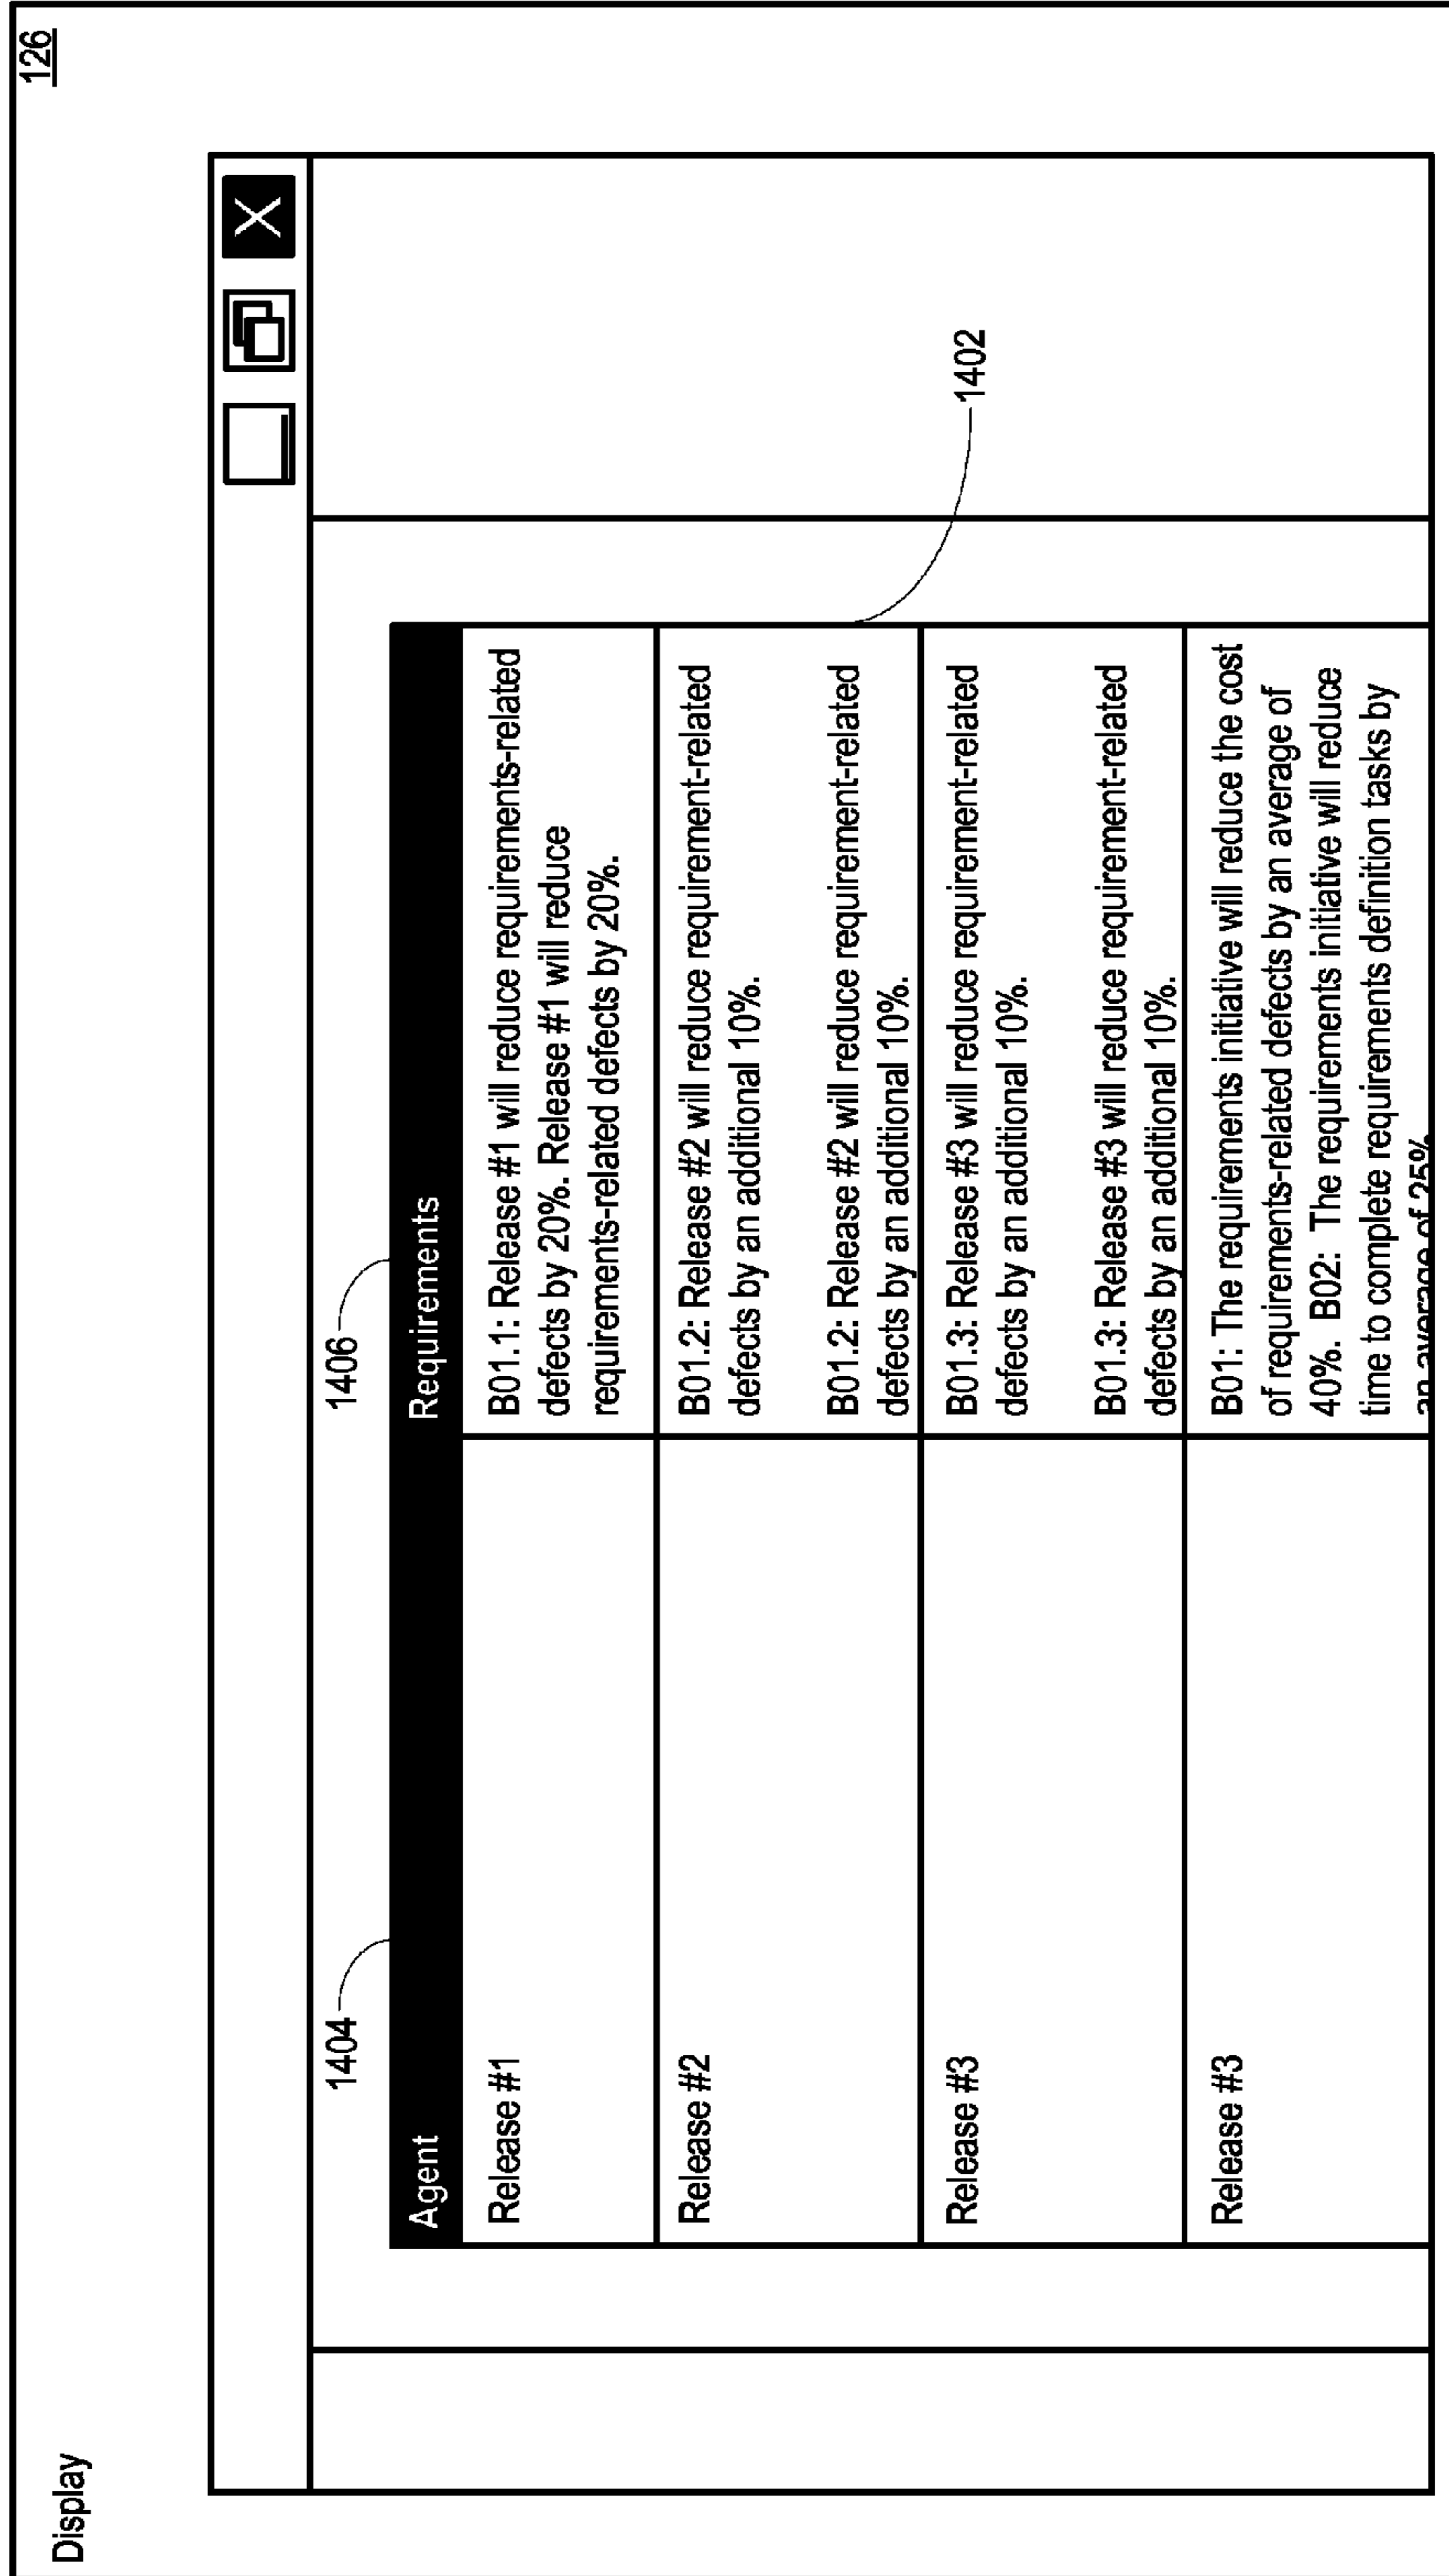 Display
126
X
1404
1406
Agent
Requirements
Release #1
B01.1: Release #1 will reduce requirements-related
defects by 20%. Release #1 will reduce
requirements-related defects by 20%.
Release #2
B01.2: Release #2 will reduce requirement-related
defects by an additional 10%.
B01.2: Release #2 will reduce requirement-related
defects by an additional 10%.
1402
Release #3
B01.3: Release #3 will reduce requirement-related
defects by an additional 10%.
B01.3: Release #3 will reduce requirement-related
defects by an additional 10%.
Release #3
B01: The requirements initiative will reduce the cost
of requirements-related defects by an average of
40%. B02: The requirements initiative will reduce
time to complete requirements definition tasks by
an average of 25%